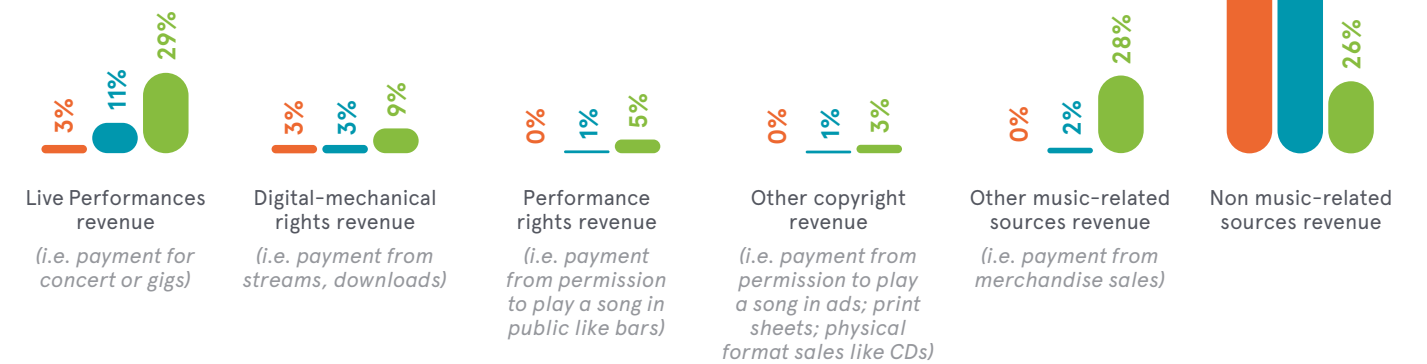 3% 11% 29%
3% 3% 9%
0% 1% 5%
0% 1% 3%
0% 2% 28%
26%
Live Performances
revenue
(i.e. payment for
concert or gigs)
Digital-mechanical
rights revenue
(i.e. payment from
streams, downloads)
Performance
rights revenue
(i.e. payment
from permission
to play a song in
public like bars)
Other copyright
revenue
(i.e. payment from
permission to play
a song in ads; print
sheets; physical
format sales like CDs)
Other music-related
sources revenue
(i.e. payment from
merchandise sales)
Non music-related
sources revenue